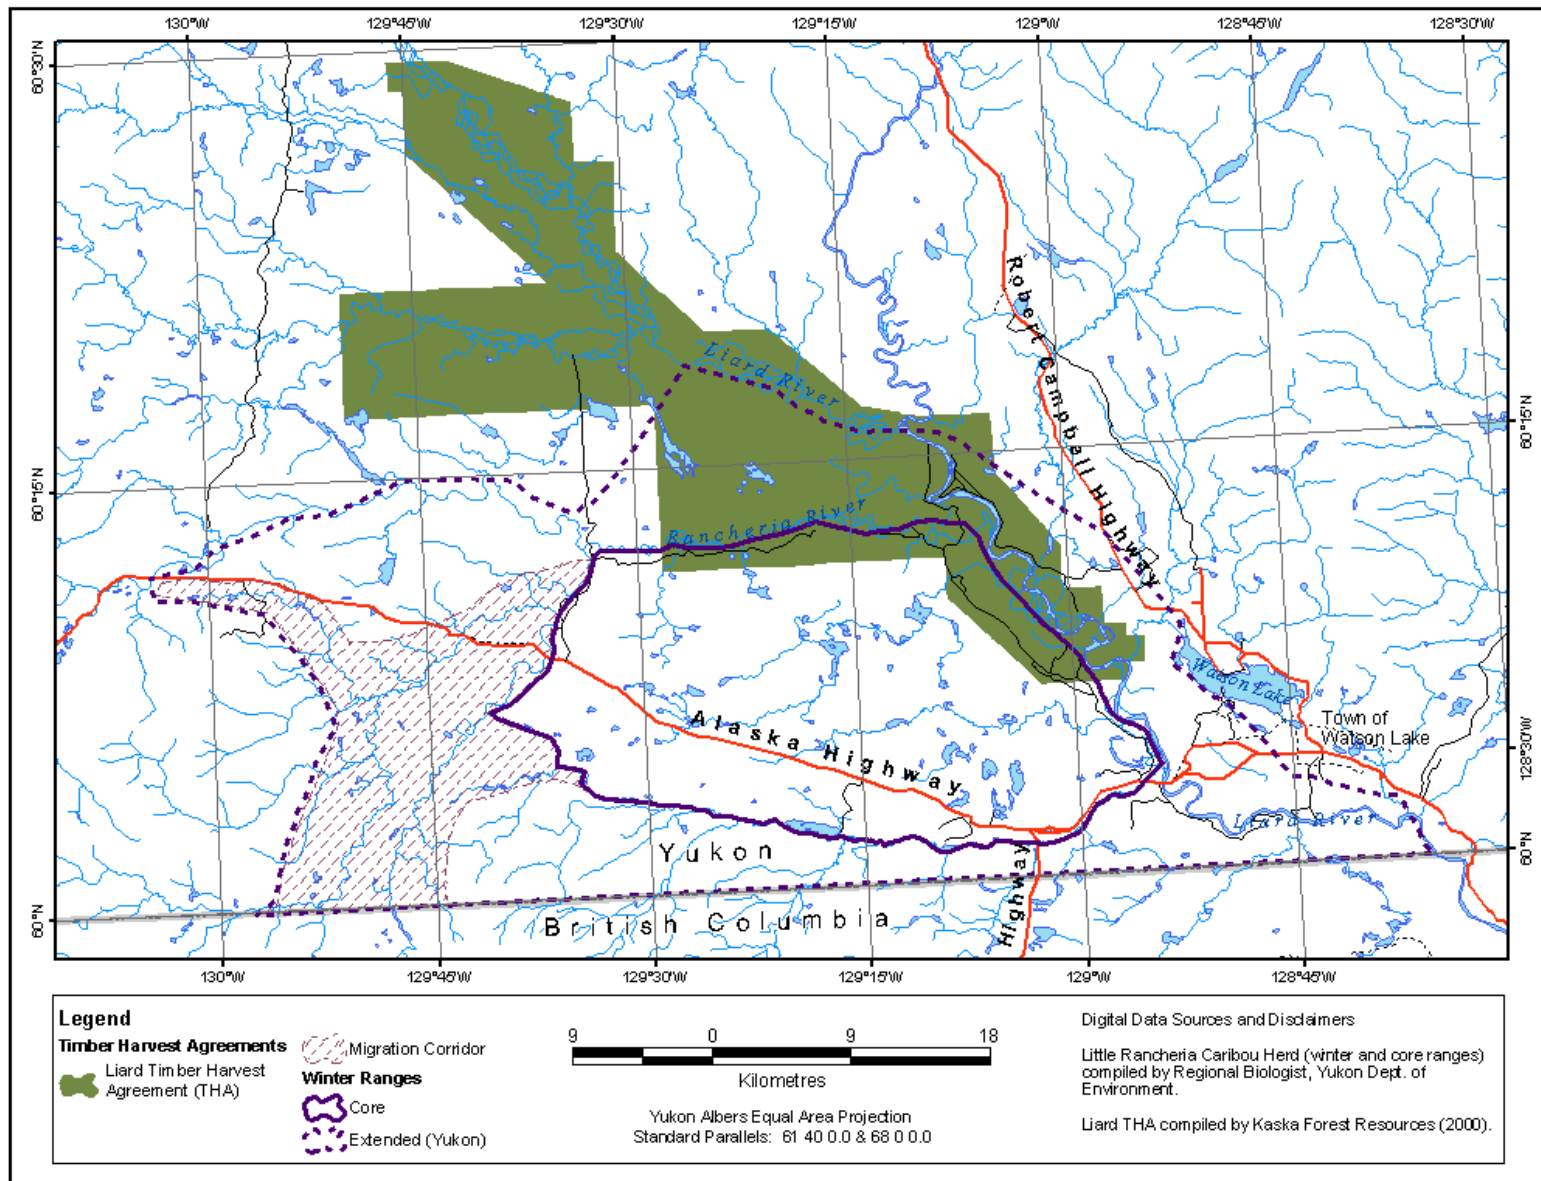 130°W 129°45'W 129°30'W 129°15'W 129°W 128°45'W 128°30'W
60°30'N
60°15'N
60°N
60°15'N
128°30'W
60°N
Robert Campbell Highway
Liard River
Rancheria River
Watson Lake
Town of
Watson Lake
Alaska Highway
Liard River
Yukon
British Columbia
Highway
130°W 129°45'W 129°30'W 129°15'W 129°W 128°45'W
Legend
Timber Harvest Agreements
Liard Timber Harvest
Agreement (THA)
Migration Corridor
Winter Ranges
Core
Extended (Yukon)
9 0 9 18
Kilometres
Yukon Albers Equal Area Projection
Standard Parallels: 61 40 0.0 & 68 0 0.0
Digital Data Sources and Disclaimers
Little Rancheria Caribou Herd (winter and core ranges)
compiled by Regional Biologist, Yukon Dept. of
Environment.
Liard THA compiled by Kaska Forest Resources (2000).